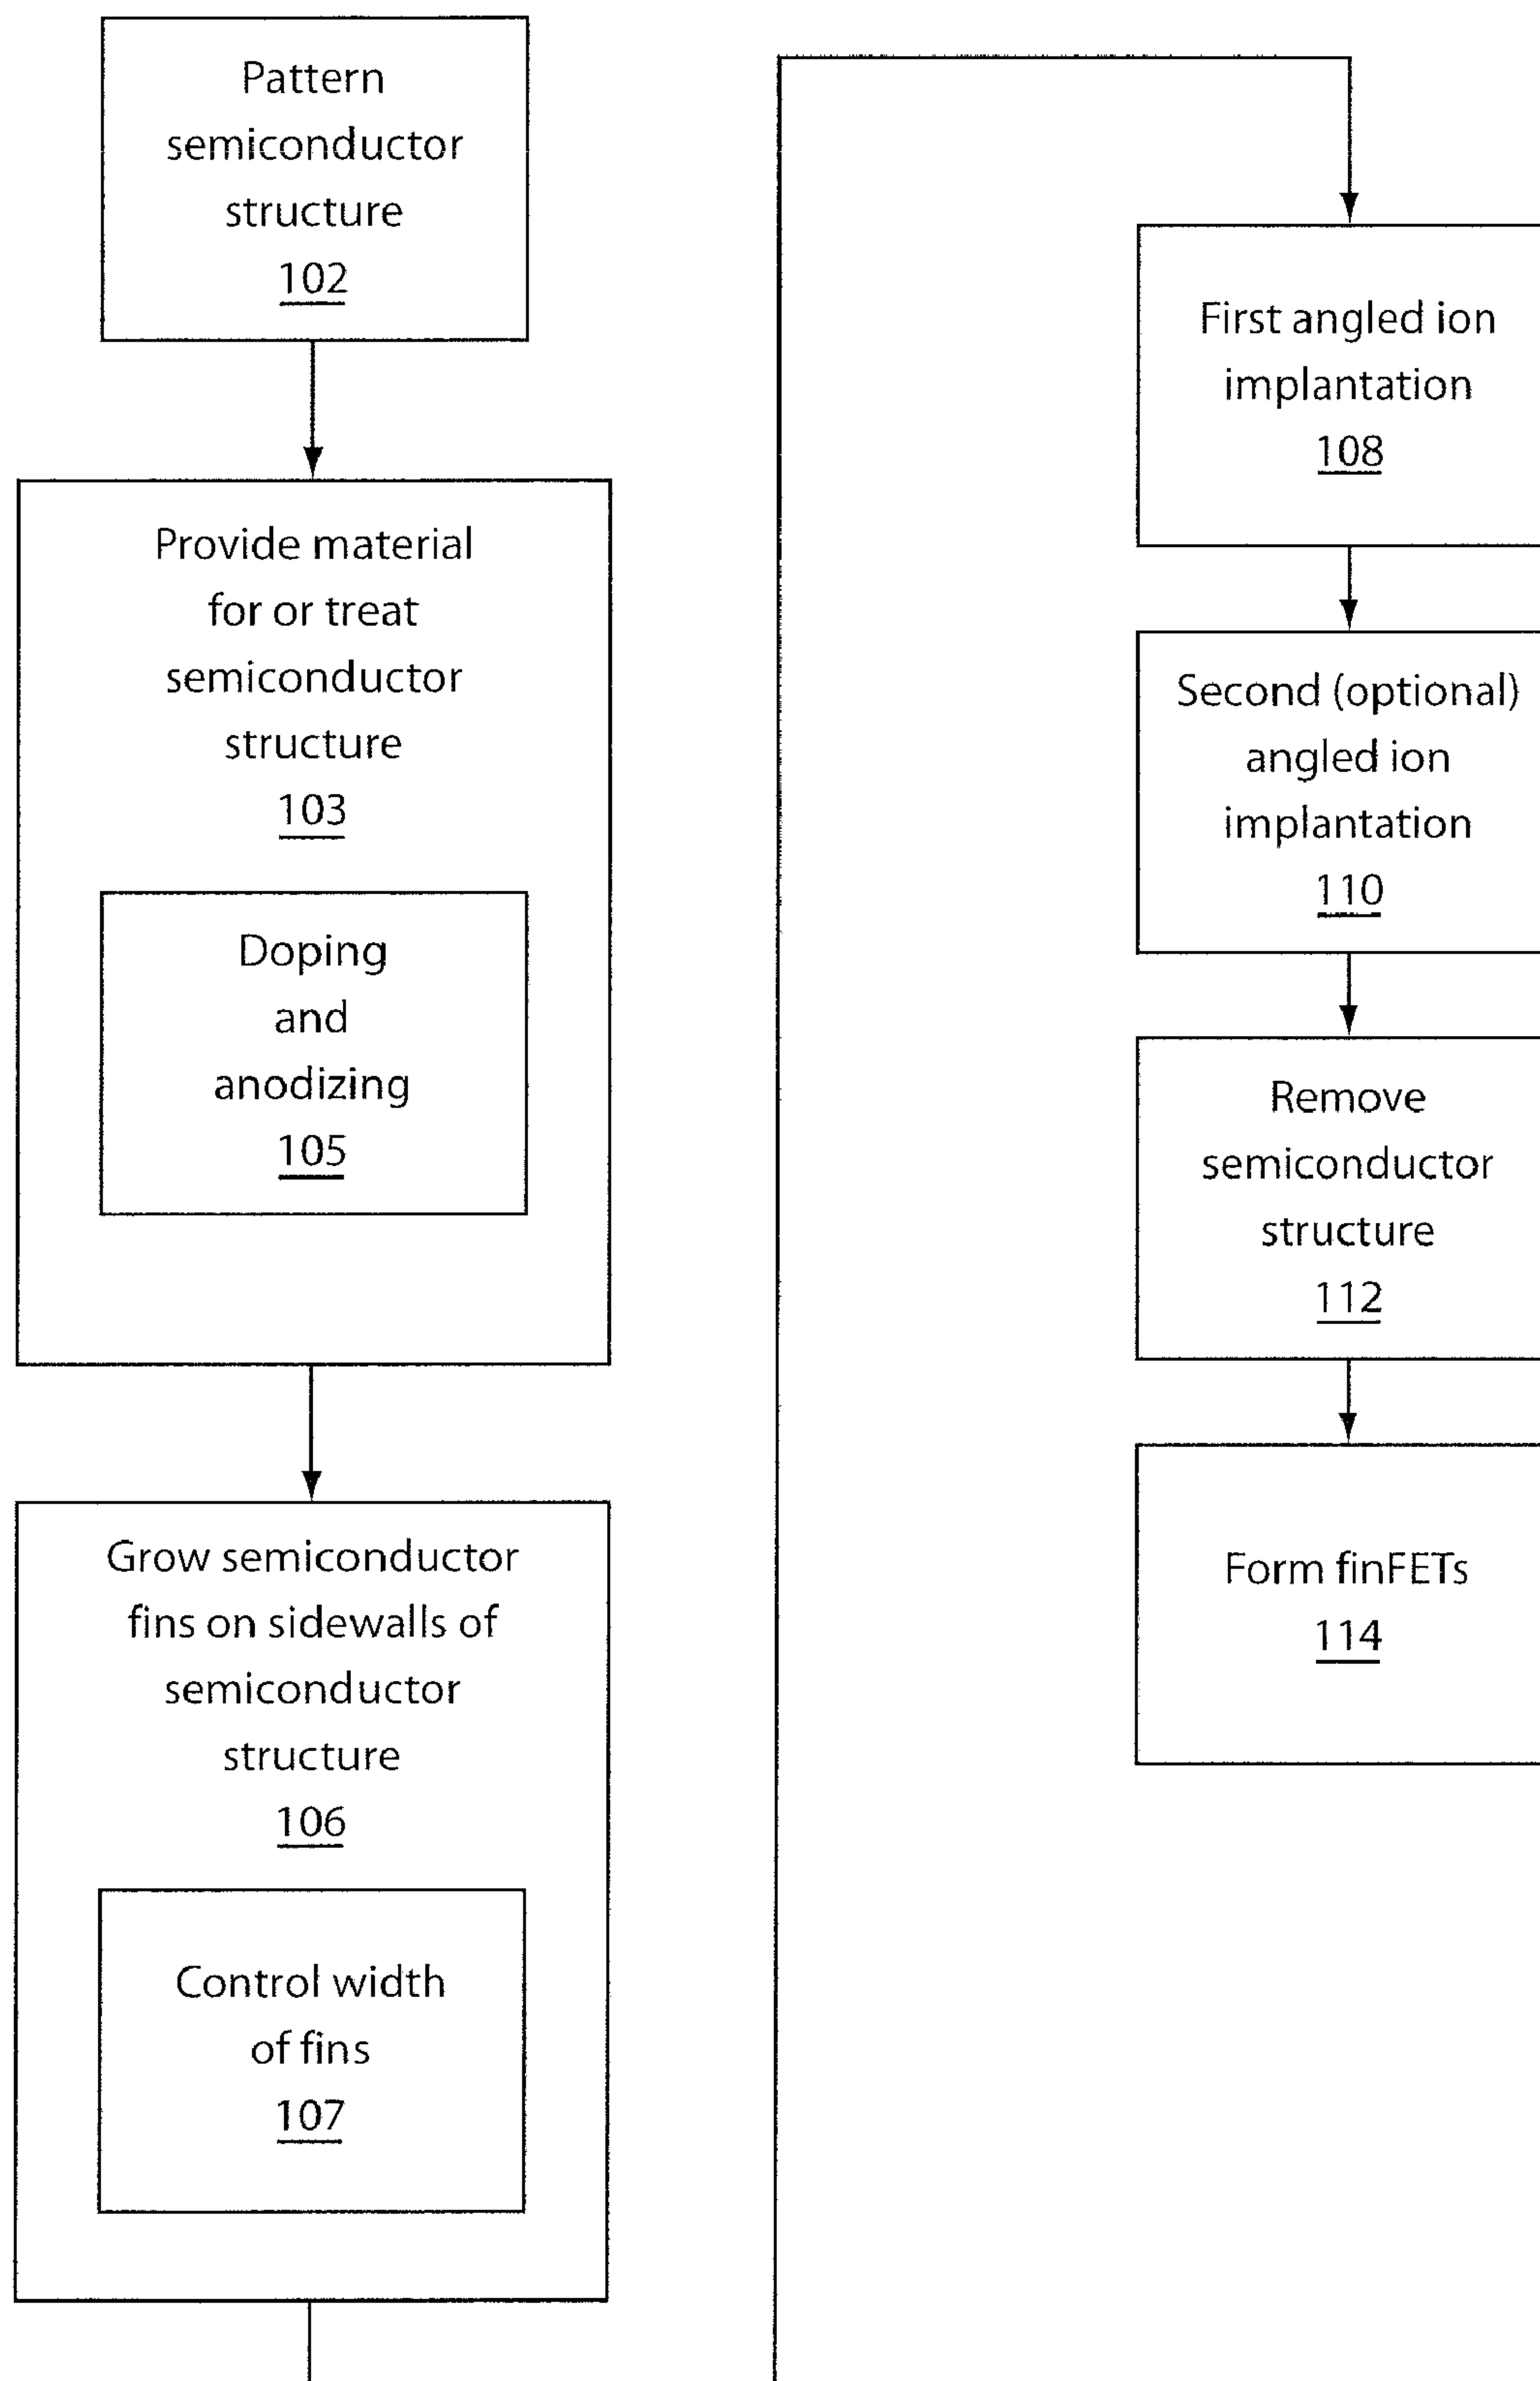 Pattern
semiconductor
structure
102
Provide material
for or treat
semiconductor
structure
103
Doping
and
anodizing
105
Grow semiconductor
fins on sidewalls of
semiconductor
structure
106
Control width
of fins
107
First angled ion
implantation
108
Second (optional)
angled ion
implantation
110
Remove
semiconductor
structure
112
Form finFETs
114